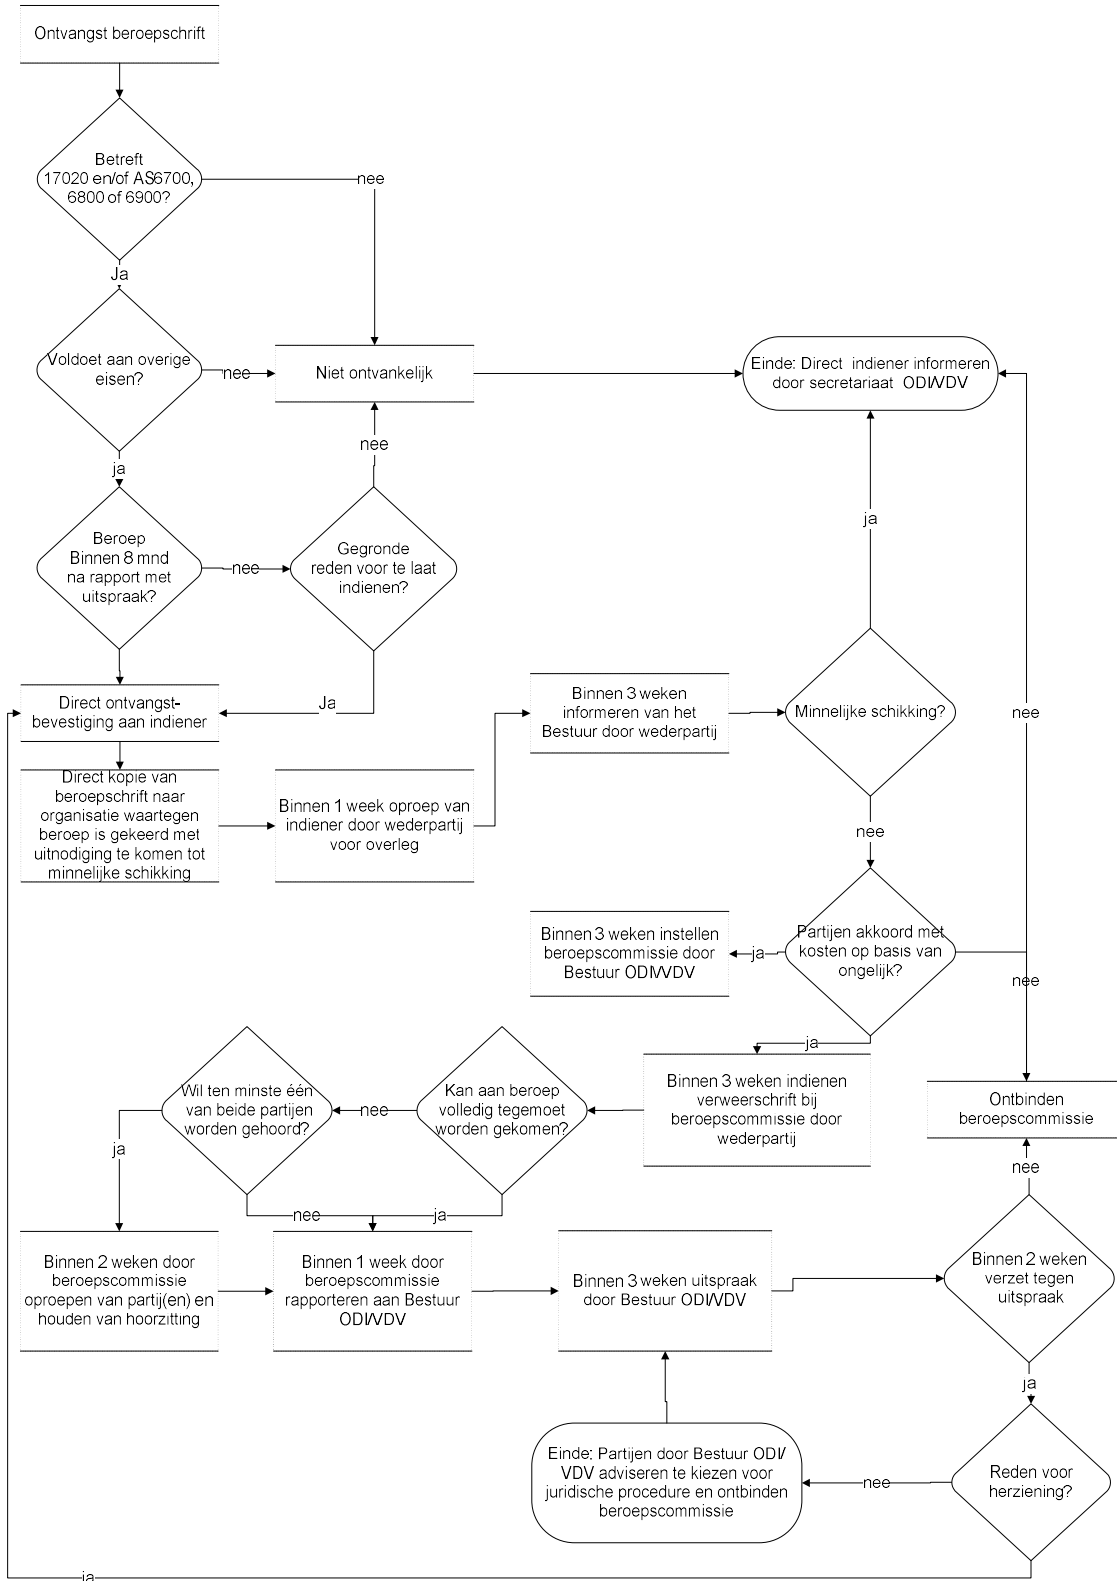 Ontvangst beroepschrift
Betreft
17020 en/of AS6700,
6800 of 6900?
nee
Ja
Voldoet aan overige
eisen?
nee
Niet ontvankelijk
Einde: Direct indiener informeren
door secretariaat ODI/VDV
nee
ja
ja
Beroep
Binnen 8 mnd
na rapport met
uitspraak?
nee
Gegronde
reden voor te laat
indienen?
Ja
Direct ontvangst-
bevestiging aan indiener
Binnen 3 weken
informeren van het
Bestuur door wederpartij
Minnelijke schikking?
nee
Direct kopie van
beroepschrift naar
organisatie waartegen
beroep is gekeerd met
uitnodiging te komen tot
minnelijke schikking
Binnen 1 week oproep van
indiener door wederpartij
voor overleg
nee
Binnen 3 weken instellen
beroepscommissie door
Bestuur ODI/VDV
ja
Partijen akkoord met
kosten op basis van
ongelijk?
nee
ja
Wil ten minste één
van beide partijen
worden gehoord?
nee
Kan aan beroep
volledig tegemoet
worden gekomen?
Binnen 3 weken indienen
verweerschrift bij
beroepscommissie door
wederpartij
Ontbinden
beroepscommissie
ja
nee
nee
ja
Binnen 2 weken door
beroepscommissie
oproepen van partij(en) en
houden van hoorzitting
Binnen 1 week door
beroepscommissie
rapporteren aan Bestuur
ODI/VDV
Binnen 3 weken uitspraak
door Bestuur ODI/VDV
Binnen 2 weken
verzet tegen
uitspraak
ja
Einde: Partijen door Bestuur ODI/
VDV adviseren te kiezen voor
juridische procedure en ontbinden
beroepscommissie
nee
Reden voor
herziening?
ja